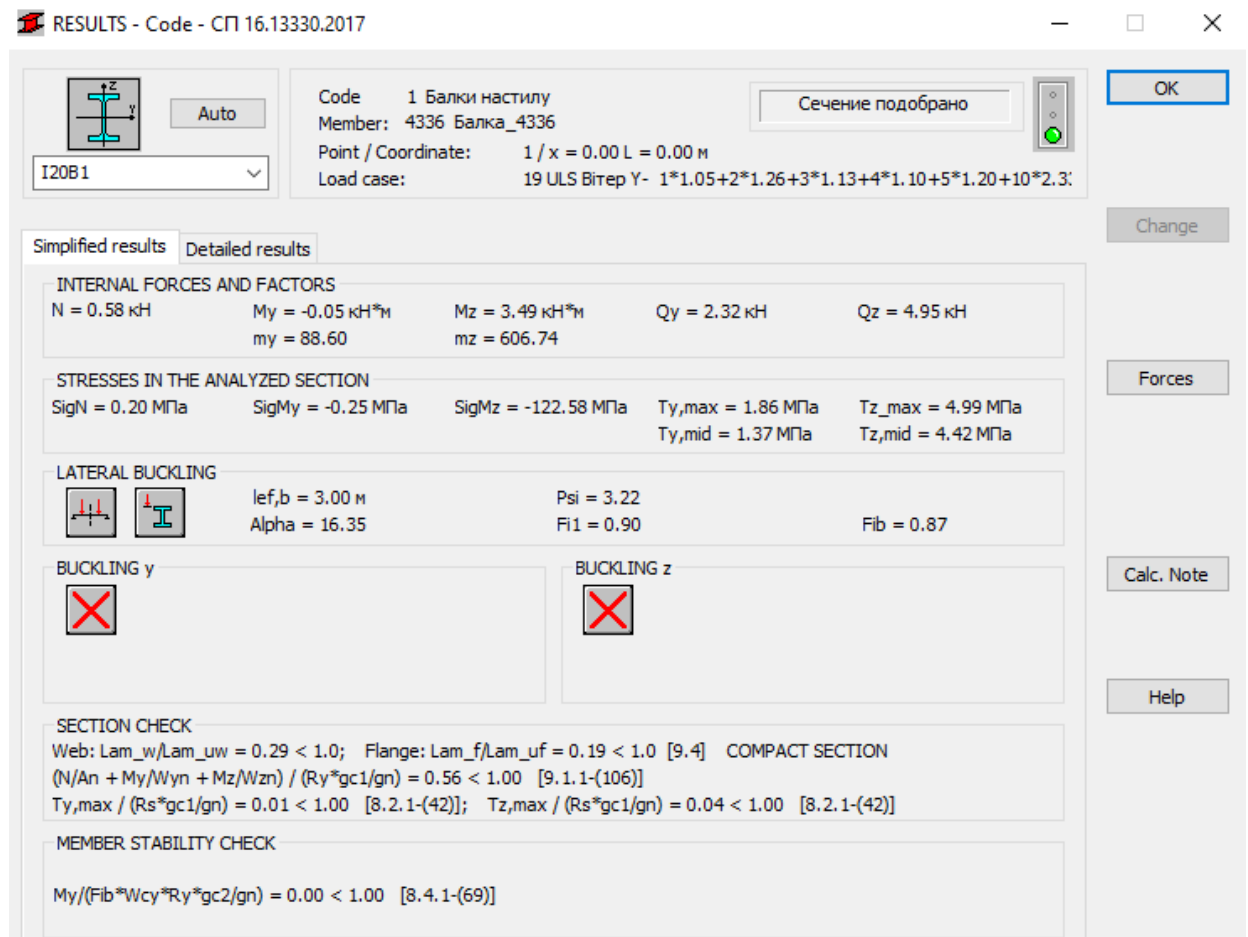 RESULTS - Code - СП 16.13330.2017
z
y
Auto
I20B1
Code 1 Балки настилу
Member: 4336 Балка_4336
Point / Coordinate: 1 / x = 0.00 L = 0.00 м
Load case: 19 ULS Вітер Y- 1*1.05+2*1.26+3*1.13+4*1.10+5*1.20+10*2.3
Сечение подобрано
OK
Change
Simplified results Detailed results
INTERNAL FORCES AND FACTORS
N = 0.58 кН My = -0.05 кН*м Mz = 3.49 кН*м Qy = 2.32 кН Qz = 4.95 кН
my = 88.60 mz = 606.74
Forces
STRESSES IN THE ANALYZED SECTION
SigN = 0.20 МПа SigMy = -0.25 МПа SigMz = -122.58 МПа Ty,max = 1.86 МПа Tz_max = 4.99 МПа
Ty,mid = 1.37 МПа Tz,mid = 4.42 МПа
LATERAL BUCKLING
lef,b = 3.00 м Psi = 3.22
Alpha = 16.35 Fi1 = 0.90 Fib = 0.87
BUCKLING y BUCKLING z
Calc. Note
Help
SECTION CHECK
Web: Lam_w/Lam_uw = 0.29 < 1.0; Flange: Lam_f/Lam_uf = 0.19 < 1.0 [9.4] COMPACT SECTION
(N/An + My/Wyn + Mz/Wzn) / (Ry*gc1/gn) = 0.56 < 1.00 [9.1.1-(106)]
Ty,max / (Rs*gc1/gn) = 0.01 < 1.00 [8.2.1-(42)]; Tz,max / (Rs*gc1/gn) = 0.04 < 1.00 [8.2.1-(42)]
MEMBER STABILITY CHECK
My/(Fib*Wcy*Ry*gc2/gn) = 0.00 < 1.00 [8.4.1-(69)]